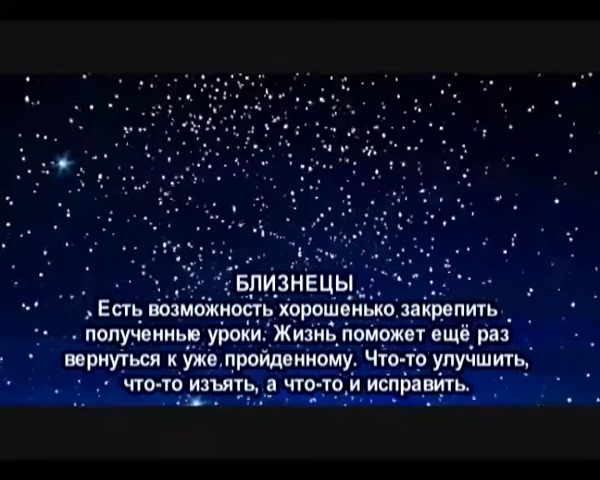 БЛИЗНЕЦЫ
Есть возможность хорошенько закрепить
полученные уроки. Жизнь поможет ещё раз
вернуться к уже пройденному. Что-то улучшить,
что-то изъять, а что-то и исправить.